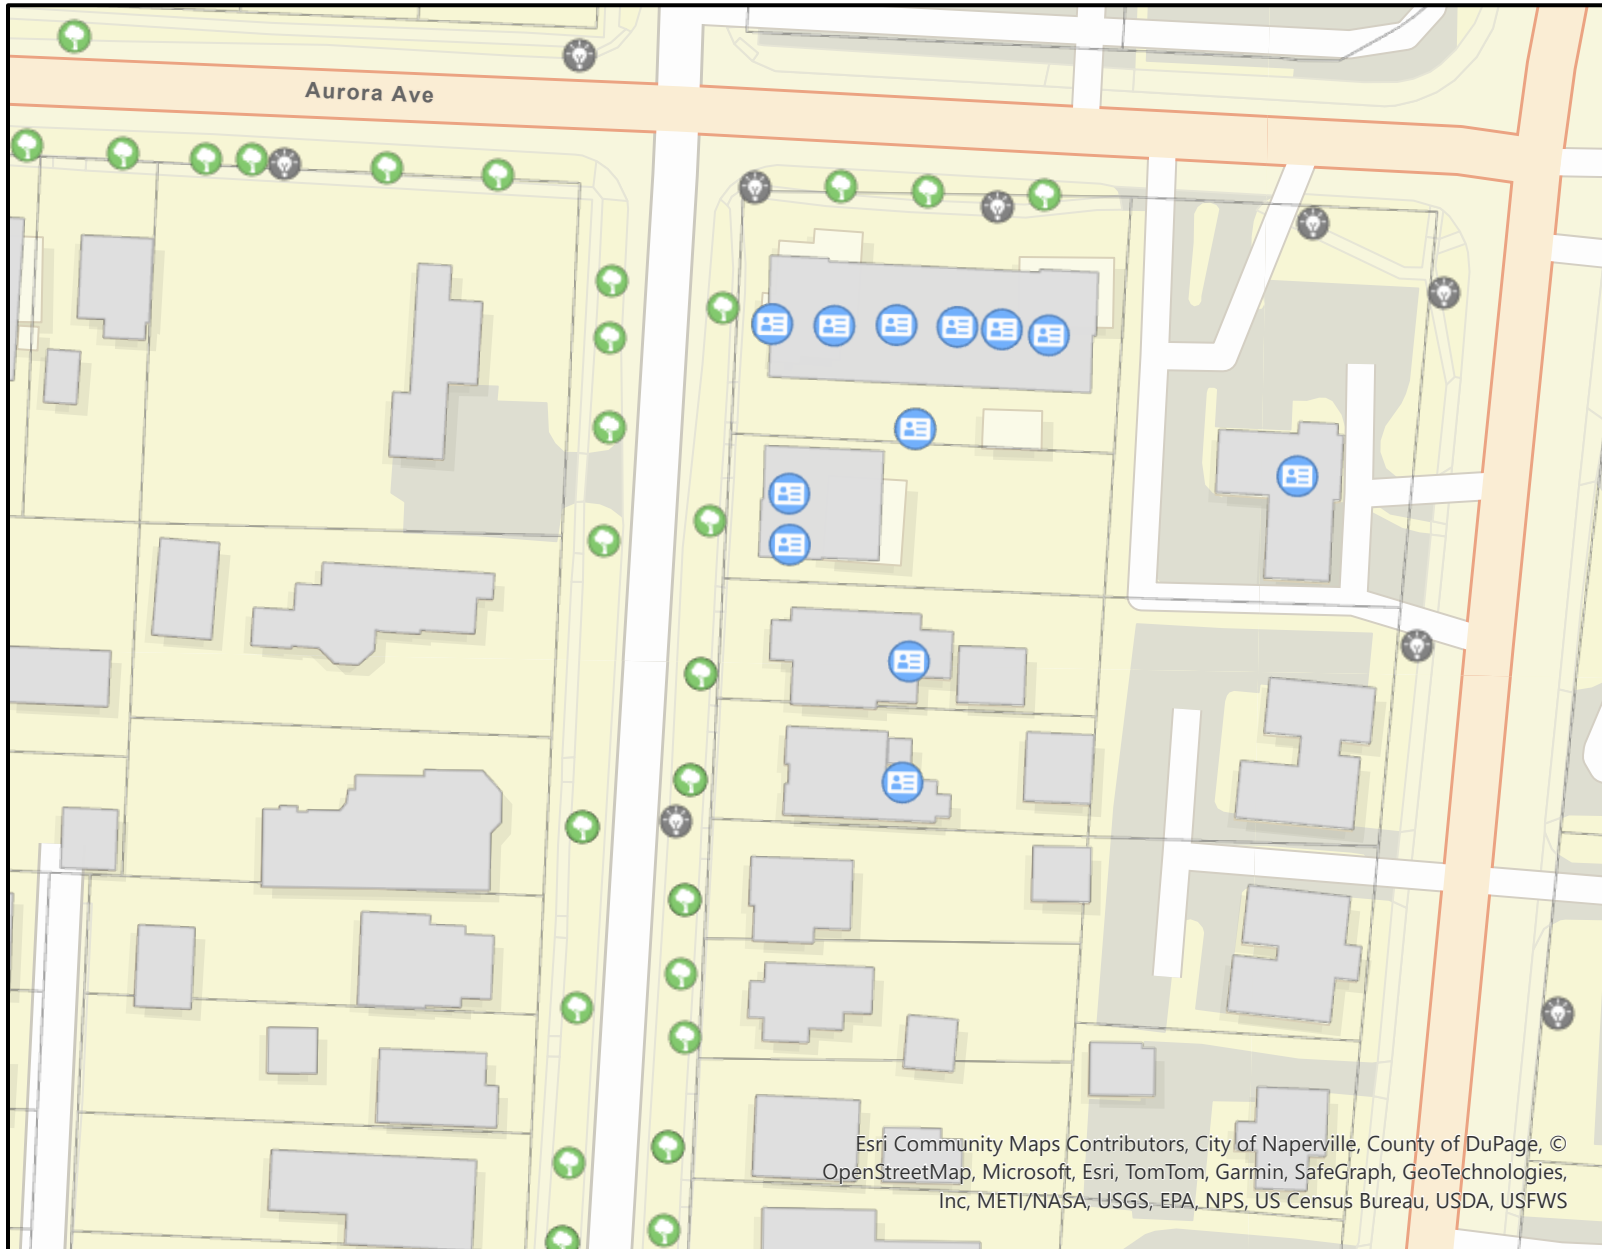 Aurora Ave
Esri Community Maps Contributors, City of Naperville, County of DuPage, ©
OpenStreetMap, Microsoft, Esri, TomTom, Garmin, SafeGraph, GeoTechnologies,
Inc, METI/NASA, USGS, EPA, NPS, US Census Bureau, USDA, USFWS